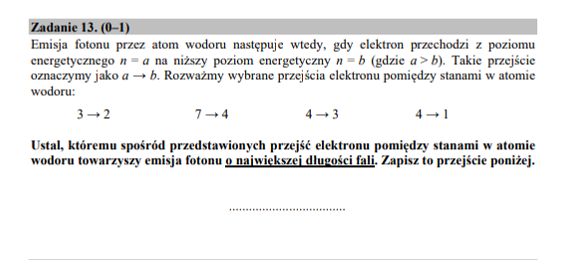 Zadanie 13. (0–1)
Emisja fotonu przez atom wodoru następuje wtedy, gdy elektron przechodzi z poziomu
energetycznego n = a na niższy poziom energetyczny n = b (gdzie a > b). Takie przejście
oznaczymy jako a → b. Rozważmy wybrane przejścia elektronu pomiędzy stanami w atomie
wodoru:
3 → 2 7 → 4 4 → 3 4 → 1
Ustal, któremu spośród przedstawionych przejść elektronu pomiędzy stanami w atomie
wodoru towarzyszy emisja fotonu o największej długości fali. Zapisz to przejście poniżej.
...................................